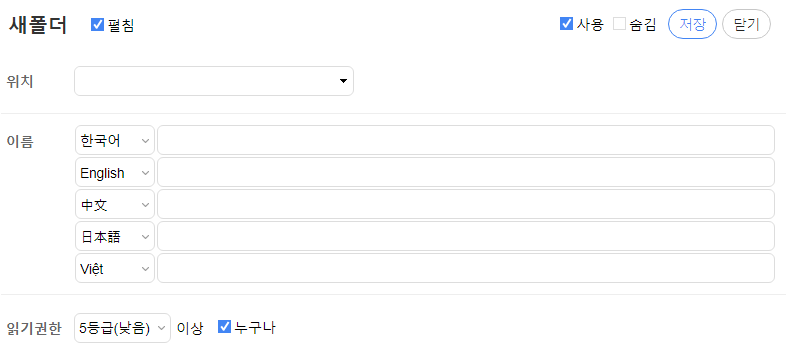 새폴더 펼침 사용 숨김 저장 닫기
위치
이름 한국어
English
中文
日本語
Việt
읽기권한 5등급(낮음) 이상 누구나